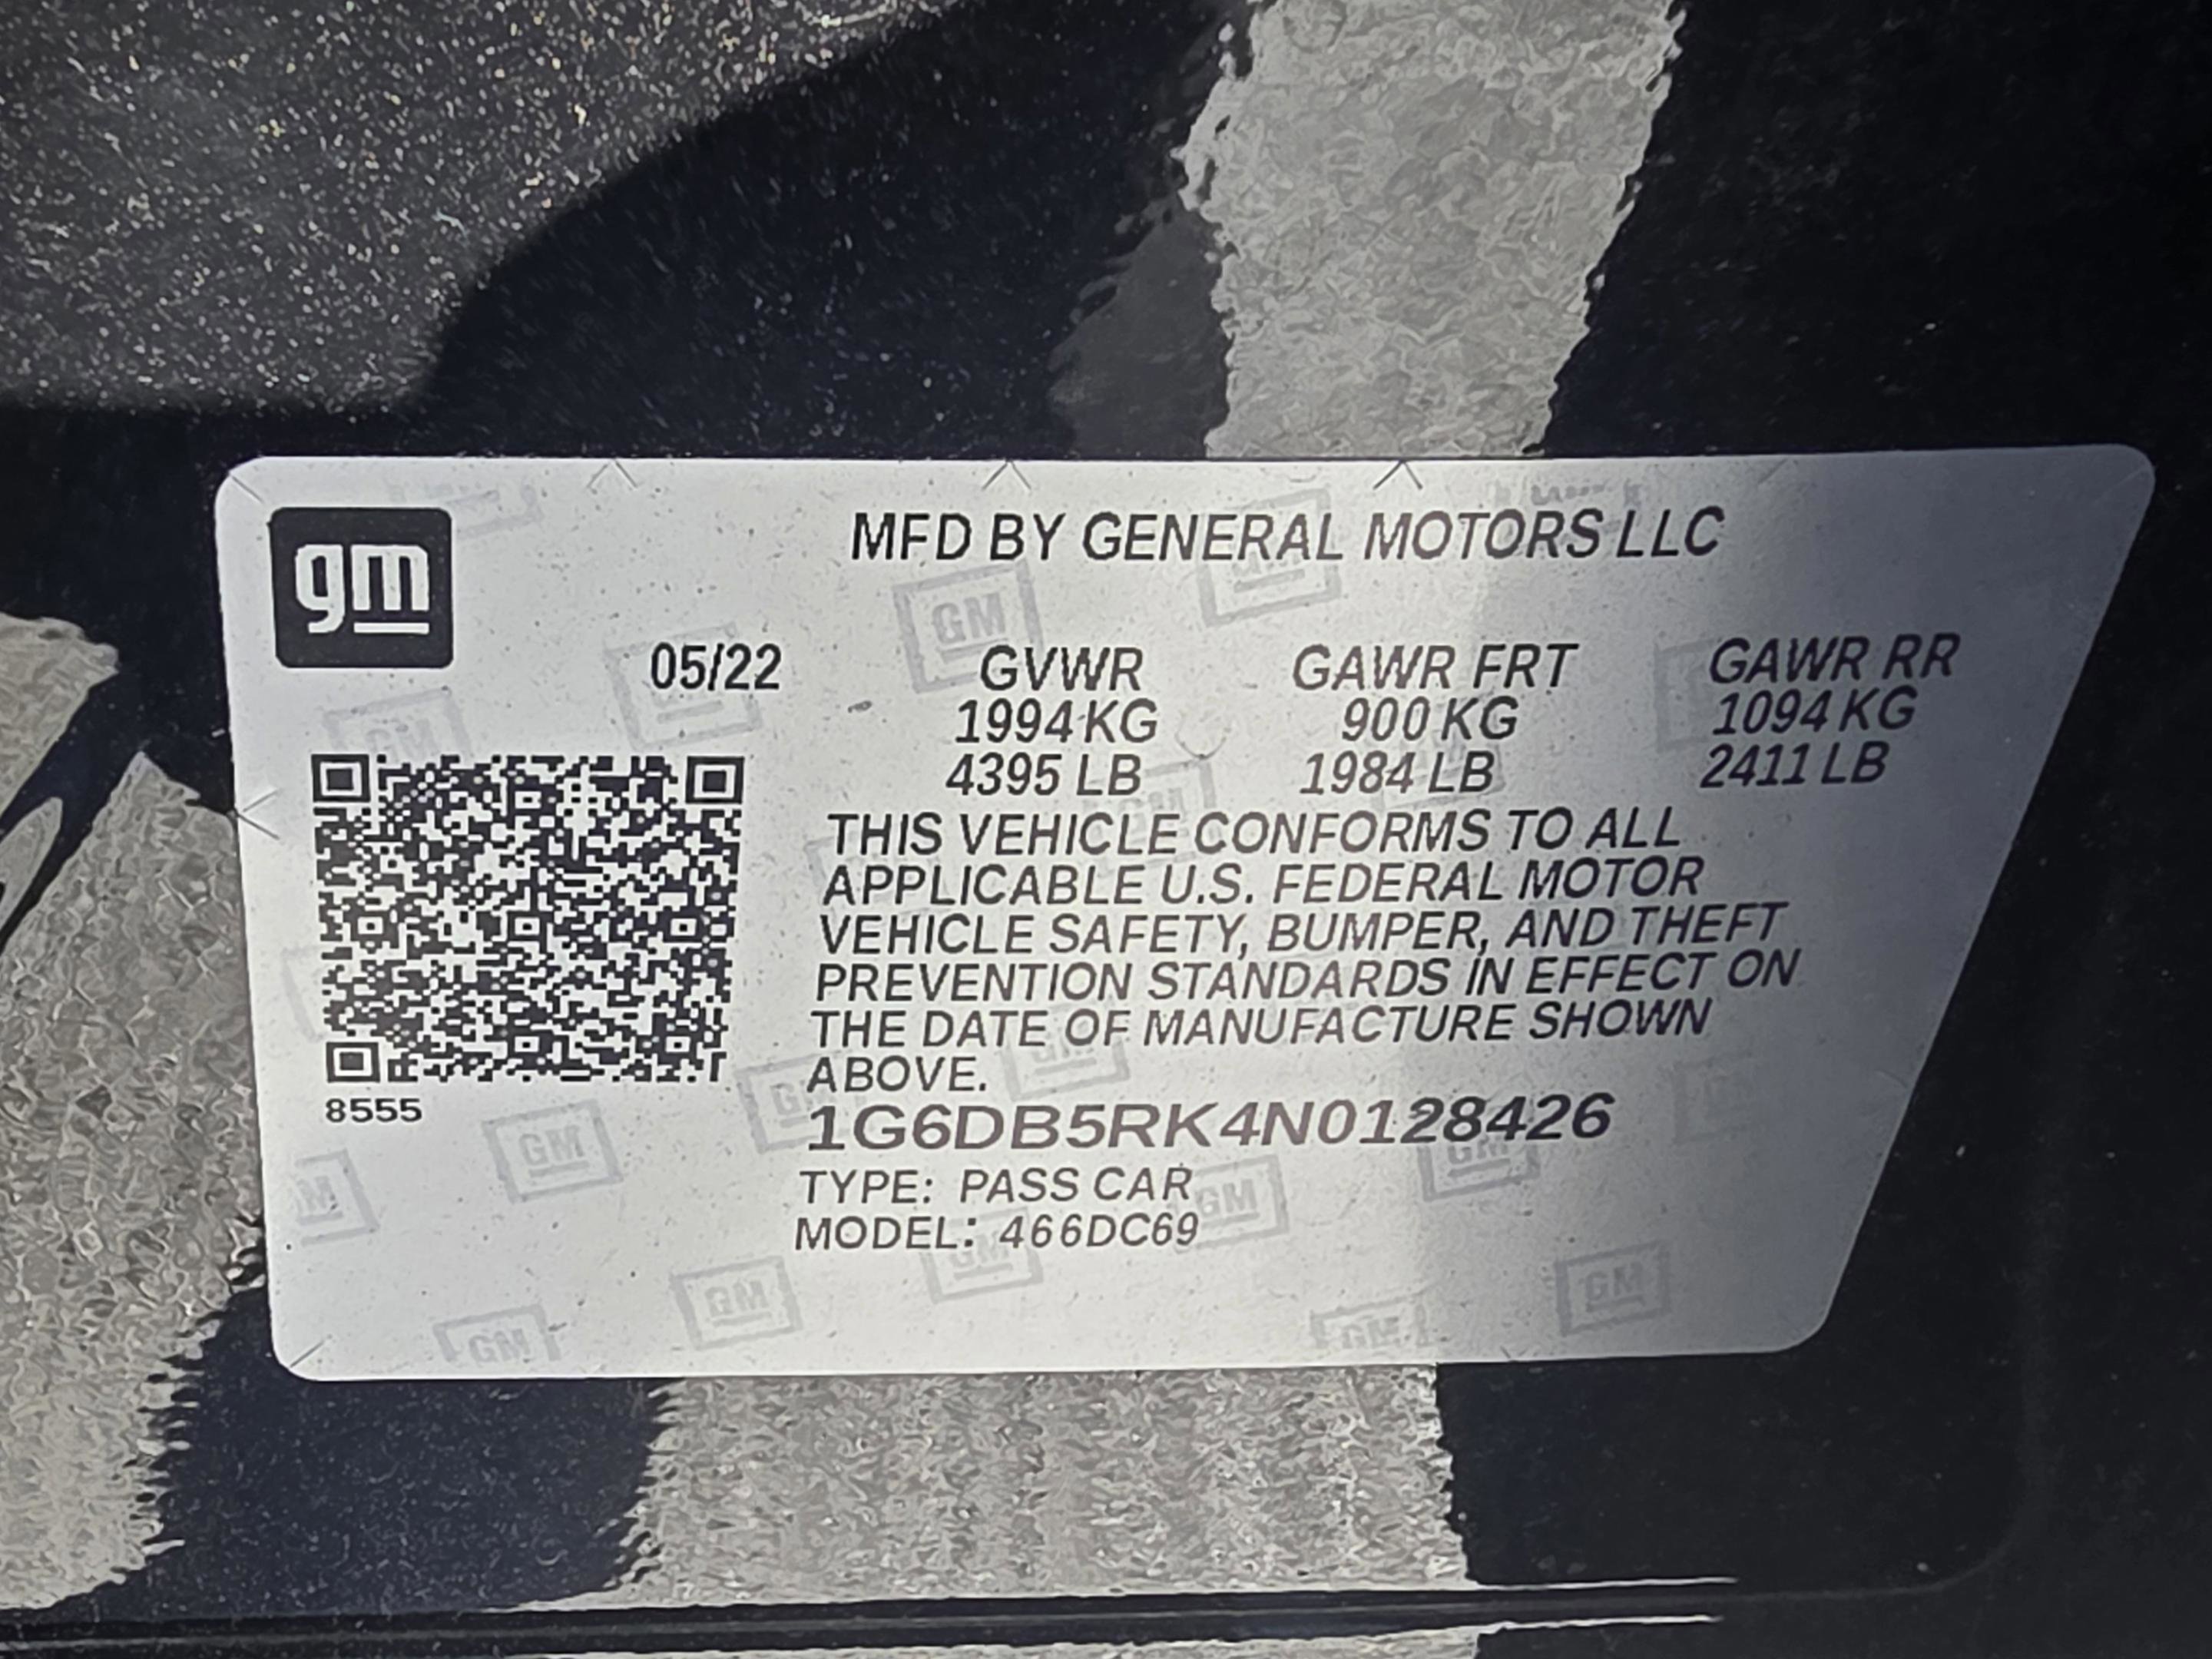 gm
MFD BY GENERAL MOTORS LLC
05/22 GVWR GAWR FRT GAWR RR
1994 KG 900 KG 1094 KG
4395 LB 1984 LB 2411 LB
THIS VEHICLE CONFORMS TO ALL
APPLICABLE U.S. FEDERAL MOTOR
VEHICLE SAFETY, BUMPER, AND THEFT
PREVENTION STANDARDS IN EFFECT ON
THE DATE OF MANUFACTURE SHOWN
ABOVE.
8555
1G6DB5RK4N0128426
TYPE: PASS CAR
MODEL: 466DC69